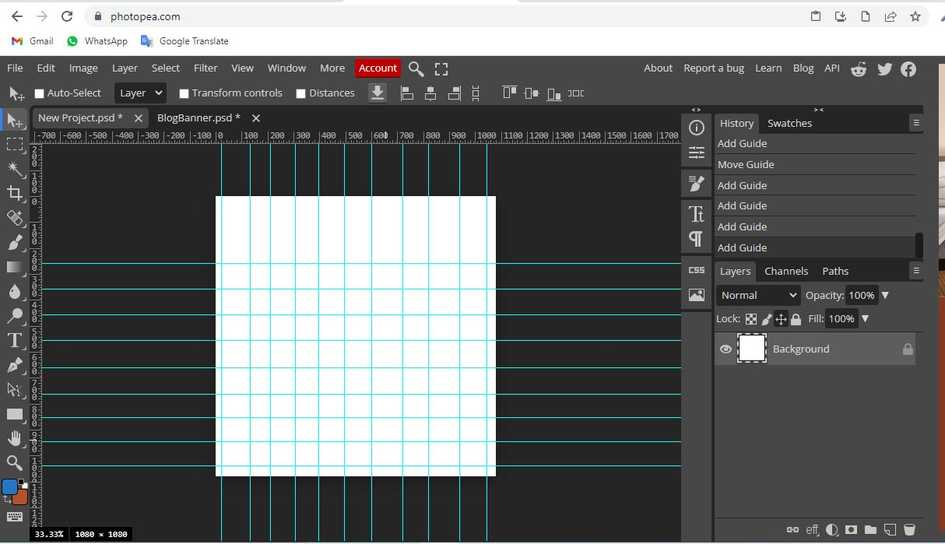 photopea.com
Gmail WhatsApp Google Translate
File Edit Image Layer Select Filter View Window More Account About Report a bug Learn Blog API
Auto-Select Layer Transform controls Distances
New Project.psd * BlogBanner.psd *
-700 -600 -500 -400 -300 -200 -100 0 100 200 300 400 500 600 700 800 900 1000 1100 1200 1300 1400 1500 1600 1700
History Swatches
Add Guide
Move Guide
Add Guide
Add Guide
Add Guide
Add Guide
CSS
Layers Channels Paths
Normal Opacity: 100%
Lock: Fill: 100%
Background
eff
33.33% 1080 × 1080